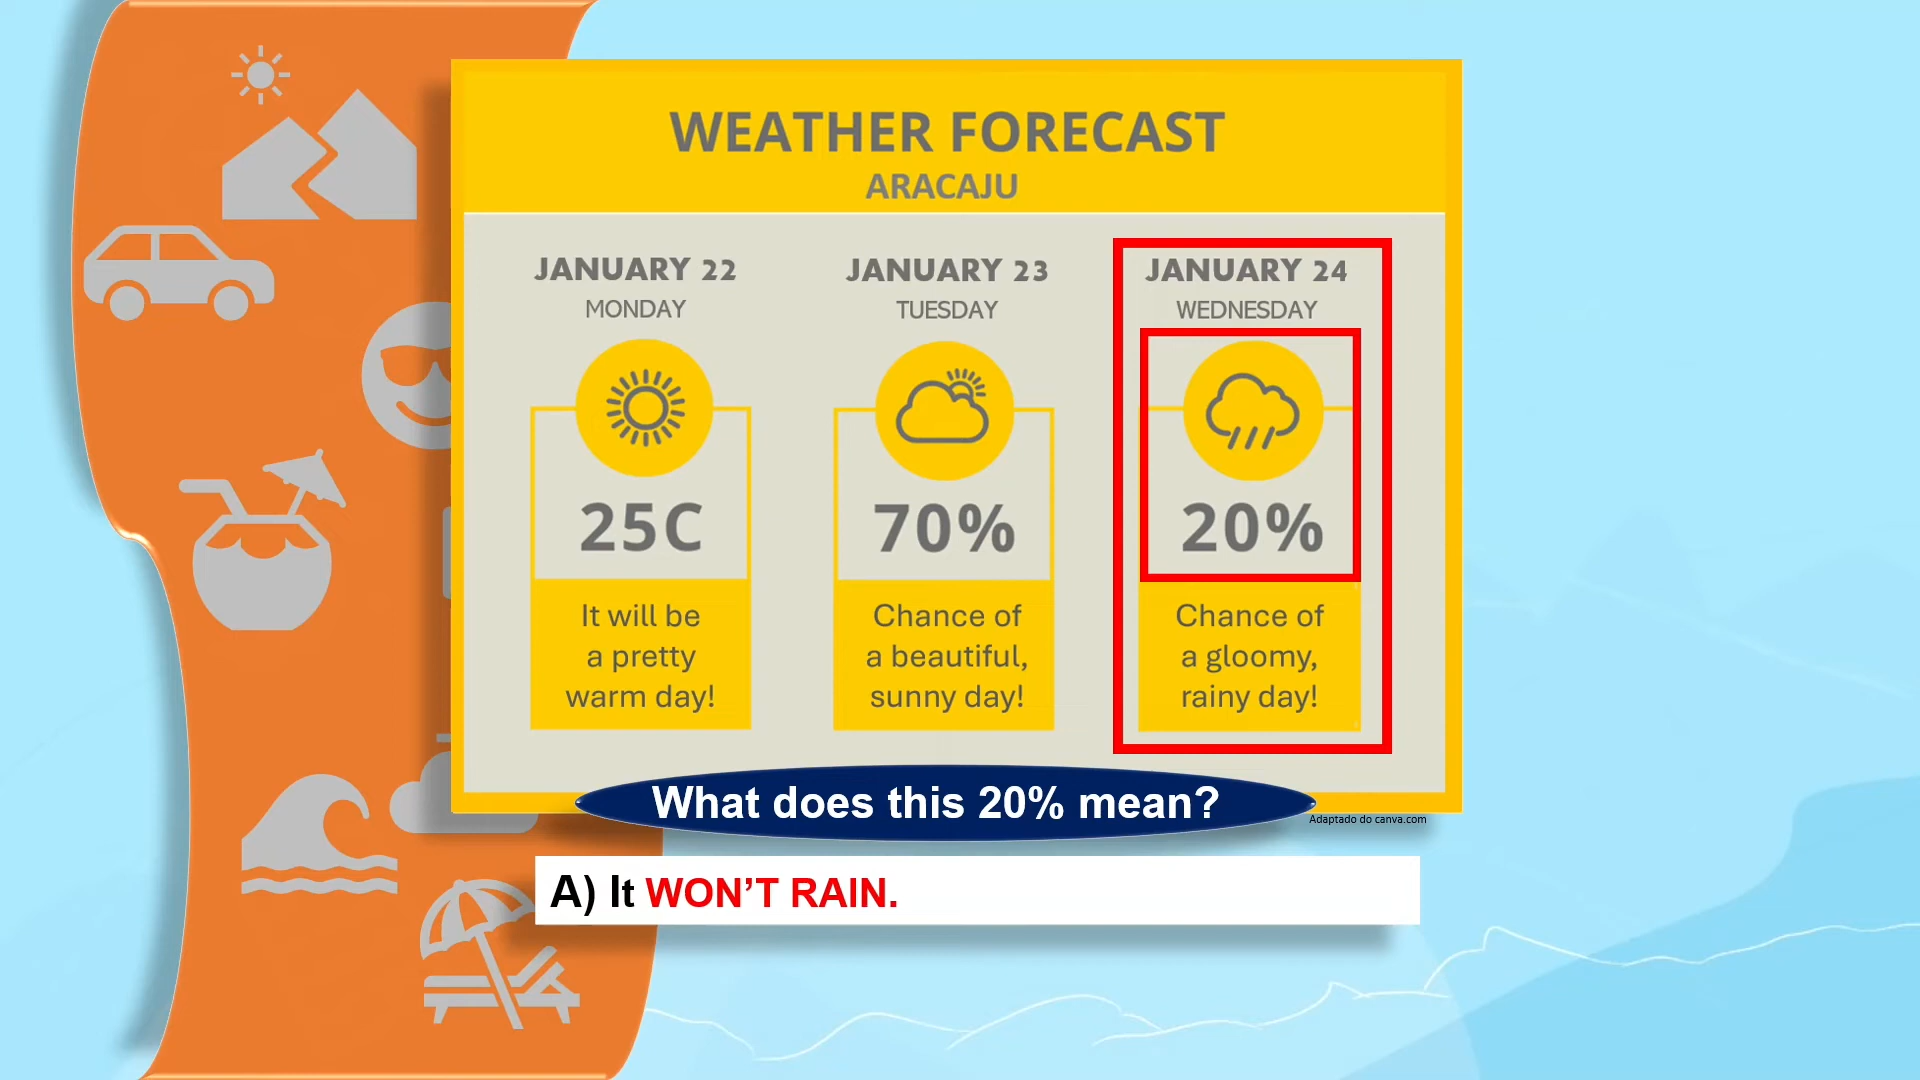 WEATHER FORECAST
ARACAJU
JANUARY 22
MONDAY
25C
It will be
a pretty
warm day!
JANUARY 23
TUESDAY
70%
Chance of
a beautiful,
sunny day!
JANUARY 24
WEDNESDAY
20%
Chance of
a gloomy,
rainy day!
What does this 20% mean?
Adaptado do canva.com
A) It WON’T RAIN.